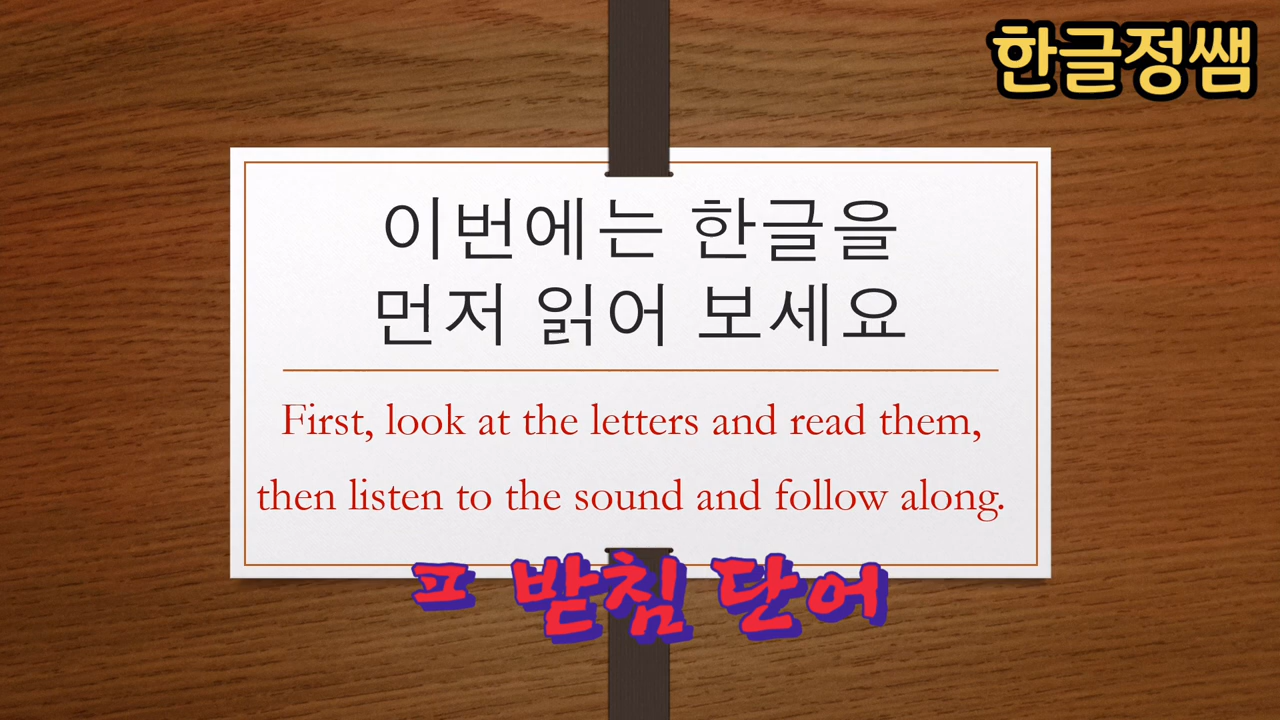 한글정쌤
이번에는 한글을
먼저 읽어 보세요
First, look at the letters and read them,
then listen to the sound and follow along.
ㅍ 받침 단어